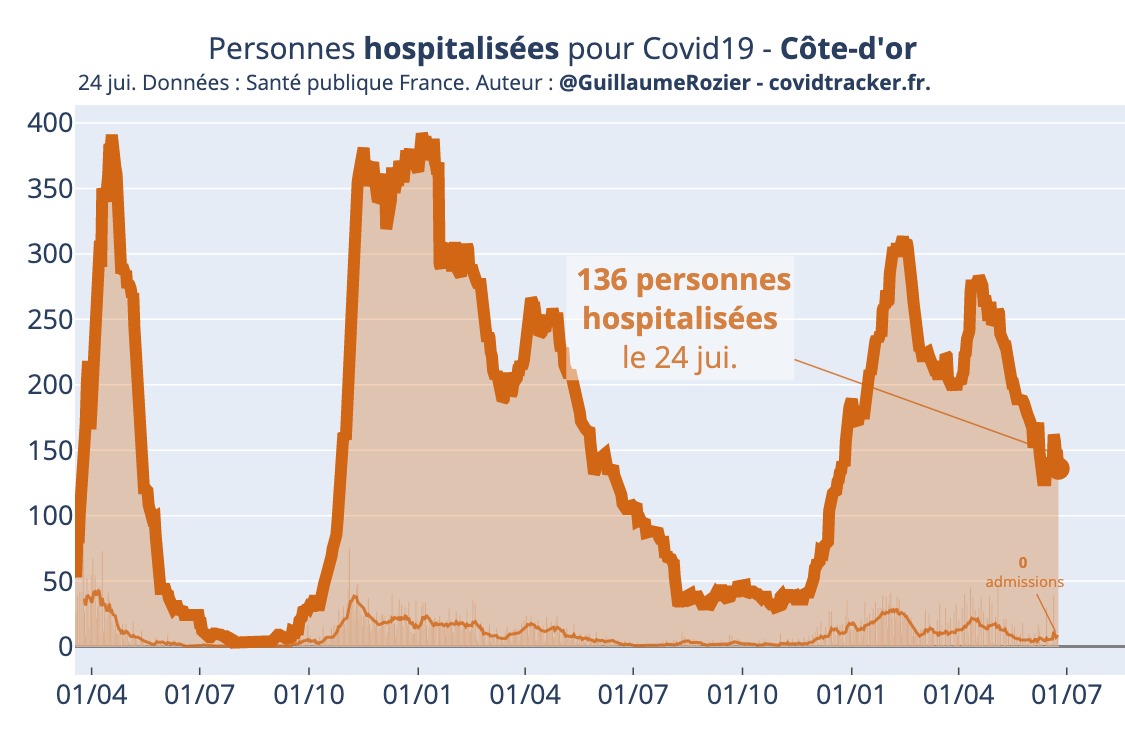 Personnes hospitalisées pour Covid19 - Côte-d'or
24 jui. Données : Santé publique France. Auteur : @GuillaumeRozier - covidtracker.fr.
400
350
300
250
200
150
100
50
0
136 personnes
hospitalisées
le 24 jui.
0
admissions
01/04 01/07 01/10 01/01 01/04 01/07 01/10 01/01 01/04 01/07